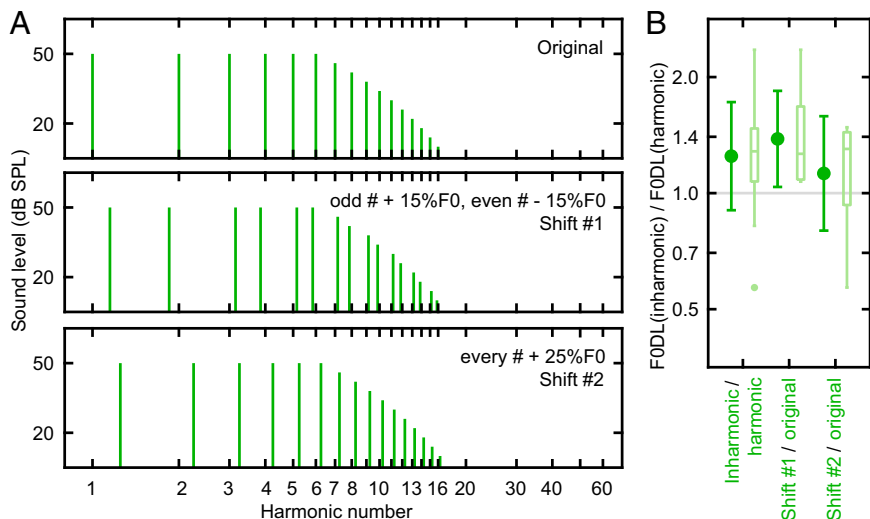 A
Sound level (dB SPL)
50
20
Original
50
20
odd # + 15%F0, even # - 15%F0
Shift #1
50
20
every # + 25%F0
Shift #2
1 2 3 4 5 6 7 8 10 13 16 20 30 40 60
Harmonic number
B
F0DL(inharmonic) / F0DL(harmonic)
2.0
1.4
1.0
0.7
0.5
Inharmonic /
harmonic
Shift #1 / original
Shift #2 / original